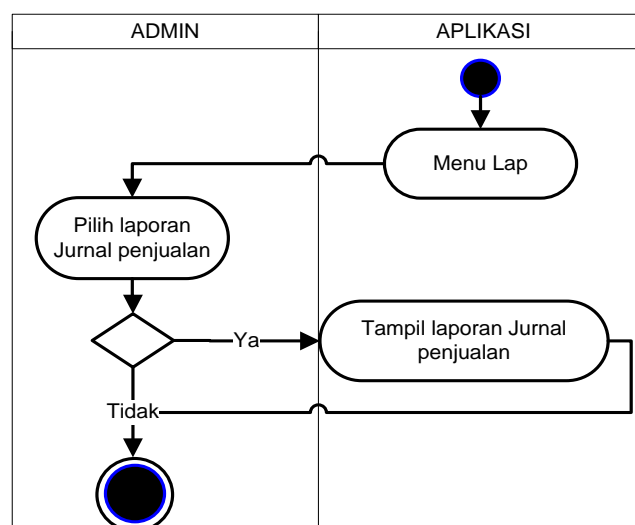 ADMIN
APLIKASI
Menu Lap
Pilih laporan
Jurnal penjualan
Ya
Tampil laporan Jurnal
penjualan
Tidak